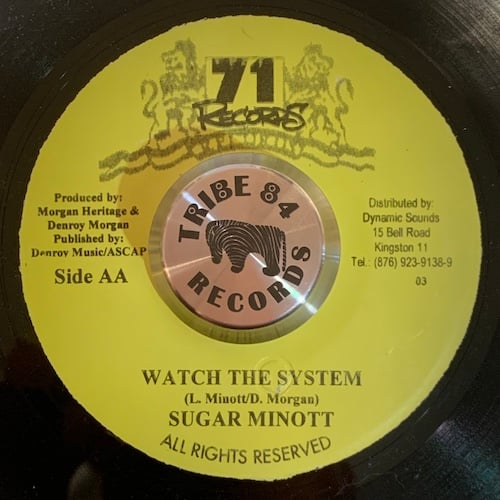 71
RECORDS
Produced by:
Morgan Heritage &
Denroy Morgan
Published by:
Denroy Music/ASCAP
Side AA
TRIBE 84
RECORDS
Distributed by:
Dynamic Sounds
15 Bell Road
Kingston 11
Tel.: (876) 923-9138-9
03
WATCH THE SYSTEM
(L. Minott/D. Morgan)
SUGAR MINOTT
ALL RIGHTS RESERVED